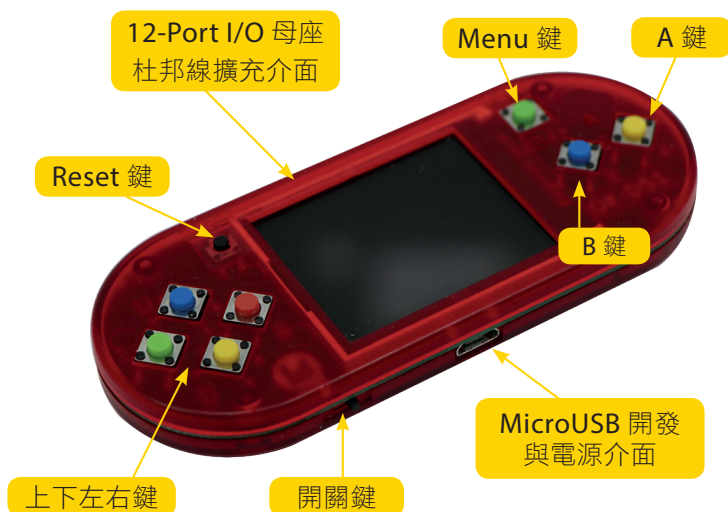 12-Port I/O 母座
杜邦線擴充介面
Menu 鍵
A 鍵
Reset 鍵
B 鍵
MicroUSB 開發
與電源介面
上下左右鍵
開關鍵